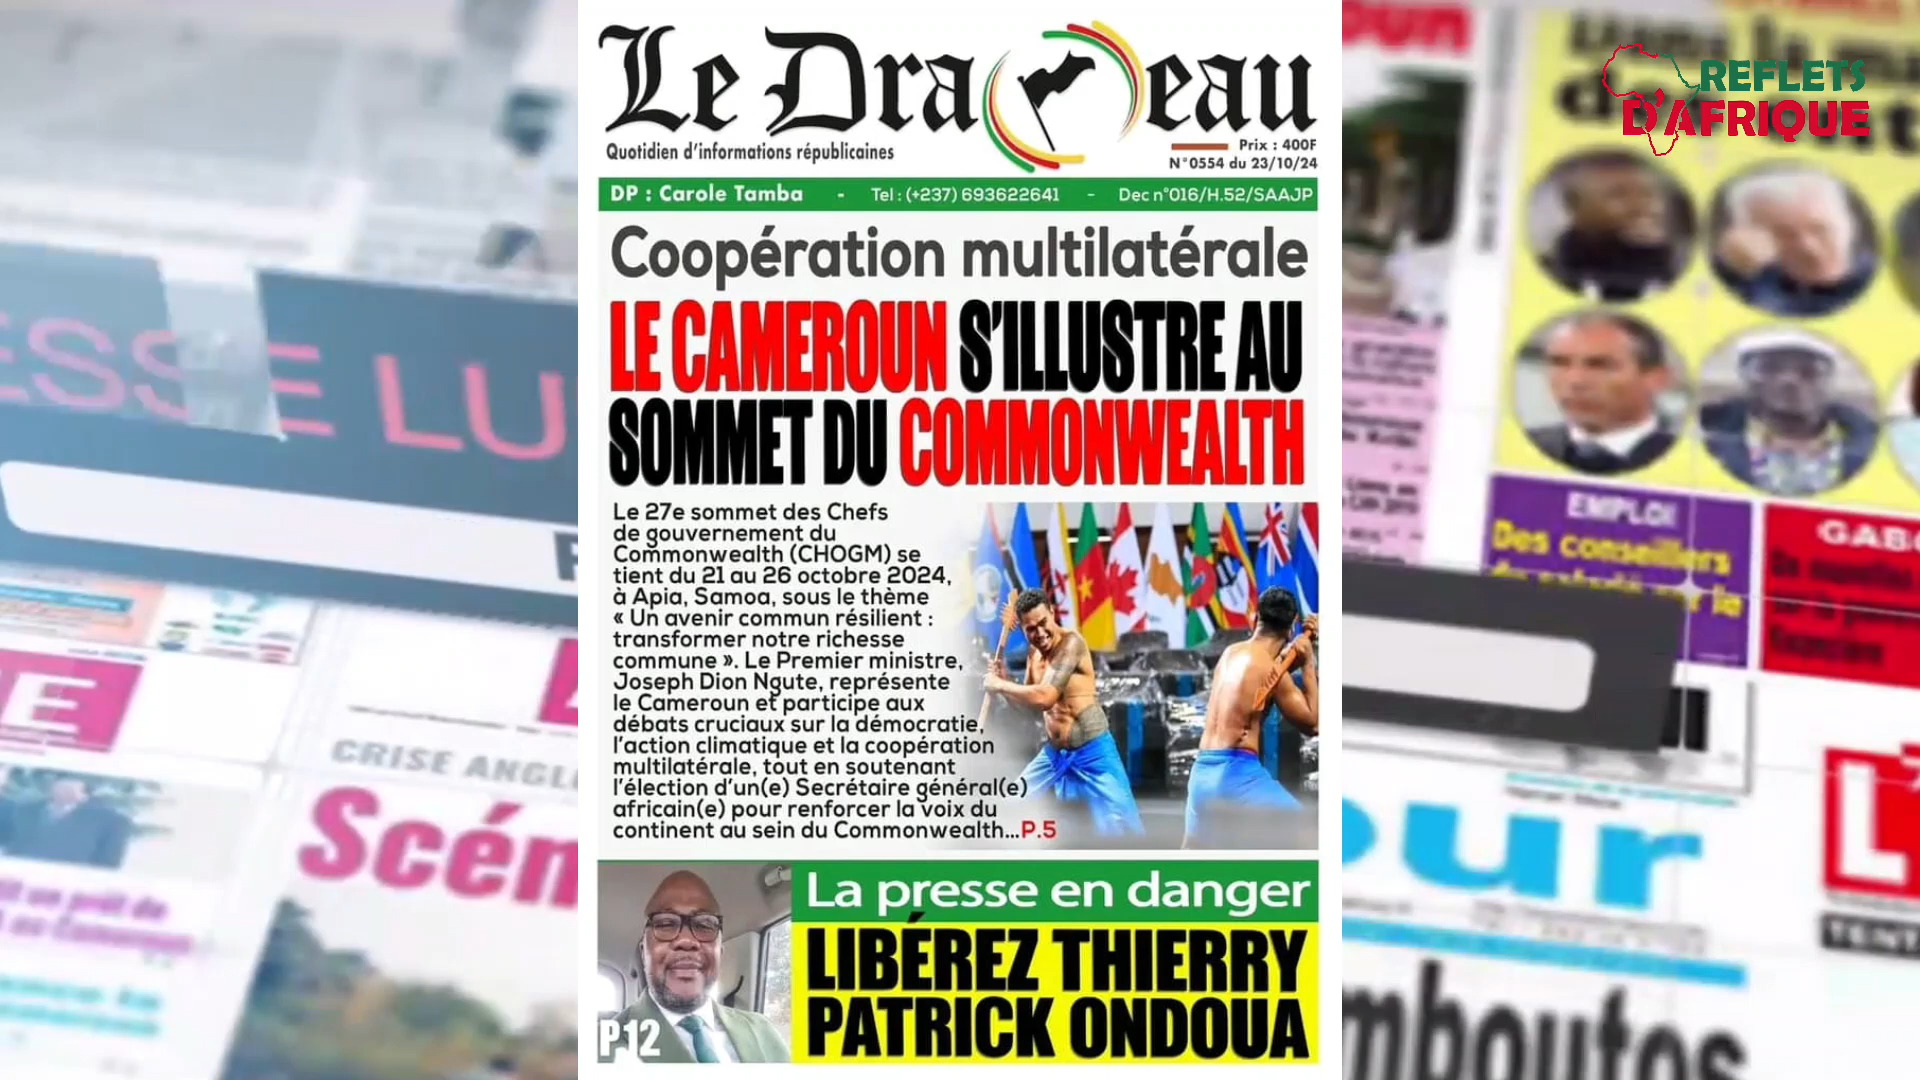 Le Dra eau
Quotidien d'informations républicaines
Prix : 400F
N°0554 du 23/10/24
DP : Carole Tamba - Tel : (+237) 693622641 - Dec n°016/H.52/SAAJP
Coopération multilatérale
LE CAMEROUN S'ILLUSTRE AU
SOMMET DU COMMONWEALTH
Le 27e sommet des Chefs
de gouvernement du
Commonwealth (CHOGM) se
tient du 21 au 26 octobre 2024,
à Apia, Samoa, sous le thème
« Un avenir commun résilient :
transformer notre richesse
commune ». Le Premier ministre,
Joseph Dion Ngute, représente
le Cameroun et participe aux
débats cruciaux sur la démocratie,
l'action climatique et la coopération
multilatérale, tout en soutenant
l'élection d'un(e) Secrétaire général(e)
africain(e) pour renforcer la voix du
continent au sein du Commonwealth...P.5
La presse en danger
LIBÉREZ THIERRY
PATRICK ONDOUA
P.12
REFLETS
D'AFRIQUE
ESSE LU
CRISE ANGL
Scén
EMPLOI
Des conseillers
GAB
our
mboutos